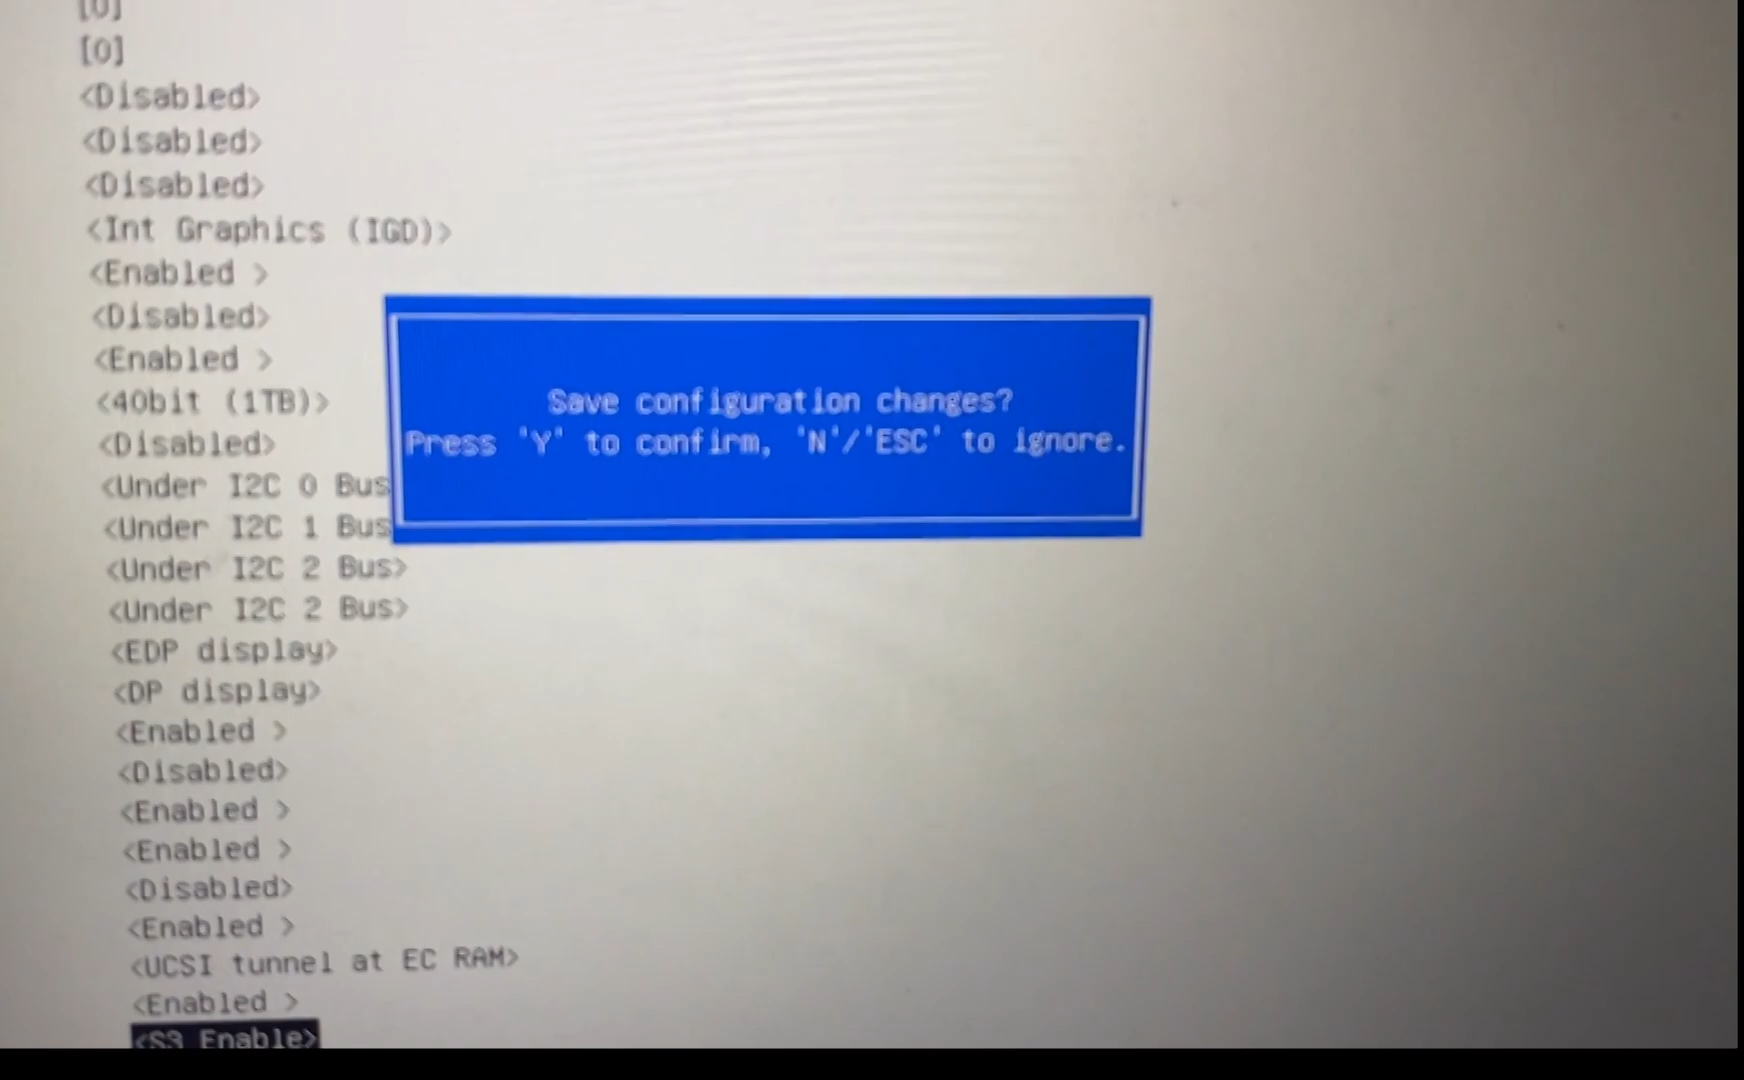 [0]
[0]
<Disabled>
<Disabled>
<Disabled>
<Int Graphics (IGD)>
<Enabled >
<Disabled>
<Enabled >
<40bit (1TB)>
<Disabled>
<Under I2C 0 Bus
<Under I2C 1 Bus
<Under I2C 2 Bus>
<Under I2C 2 Bus>
<EDP display>
<DP display>
<Enabled >
<Disabled>
<Enabled >
<Enabled >
<Disabled>
<Enabled >
<UCSI tunnel at EC RAM>
<Enabled >
<S3 Enable>
Save configuration changes?
Press 'Y' to confirm, 'N'/'ESC' to ignore.